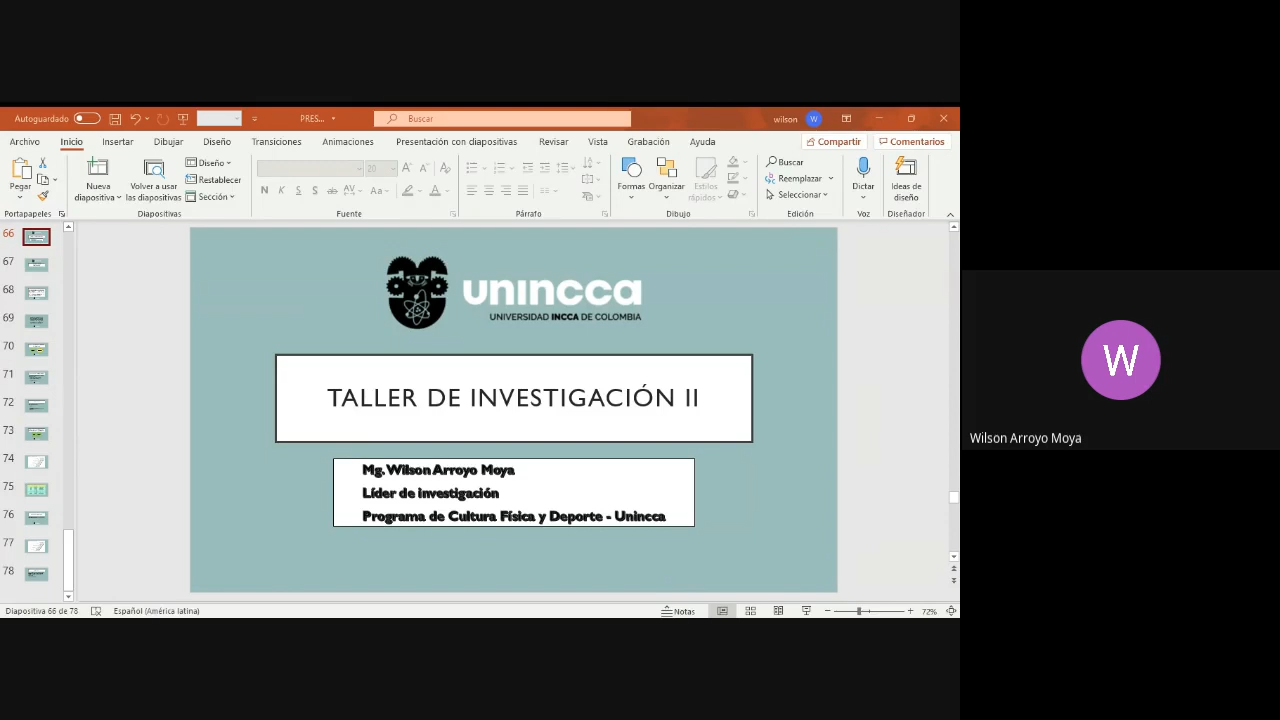 Autoguardado
PRES...
Buscar
wilson
W
Archivo
Inicio
Insertar
Dibujar
Diseño
Transiciones
Animaciones
Presentación con diapositivas
Revisar
Vista
Grabación
Ayuda
Compartir
Comentarios
Pegar
Portapapeles
Nueva
diapositiva
Volver a usar
las diapositivas
Diseño
Restablecer
Sección
Diapositivas
20
N K S S ab AV Aa A
Fuente
Párrafo
Formas
Organizar
Estilos
rápidos
Dibujo
Buscar
Reemplazar
Seleccionar
Edición
Dictar
Voz
Ideas de
diseño
Diseñador
66
67
68
69
70
71
72
73
74
75
76
77
78
unincca
UNIVERSIDAD INCCA DE COLOMBIA
TALLER DE INVESTIGACIÓN II
Mg. Wilson Arroyo Moya
Líder de investigación
Programa de Cultura Física y Deporte - Unincca
W
Wilson Arroyo Moya
Diapositiva 66 de 78
Español (América latina)
Notas
72%